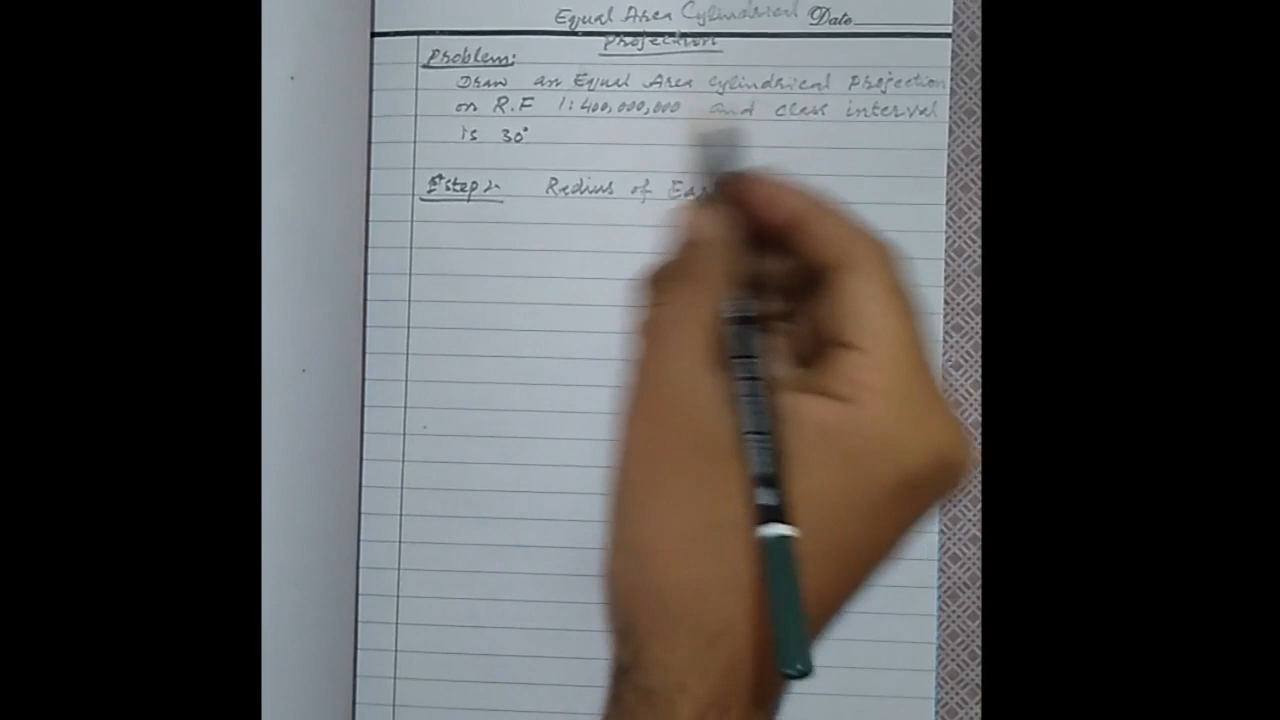 Equal Area Cylindrical Date
Projection
Problem:
Draw an Equal Area Cylindrical Projection
on R.F 1:400,000,000 and class interval
is 30°
1st step :- Radius of